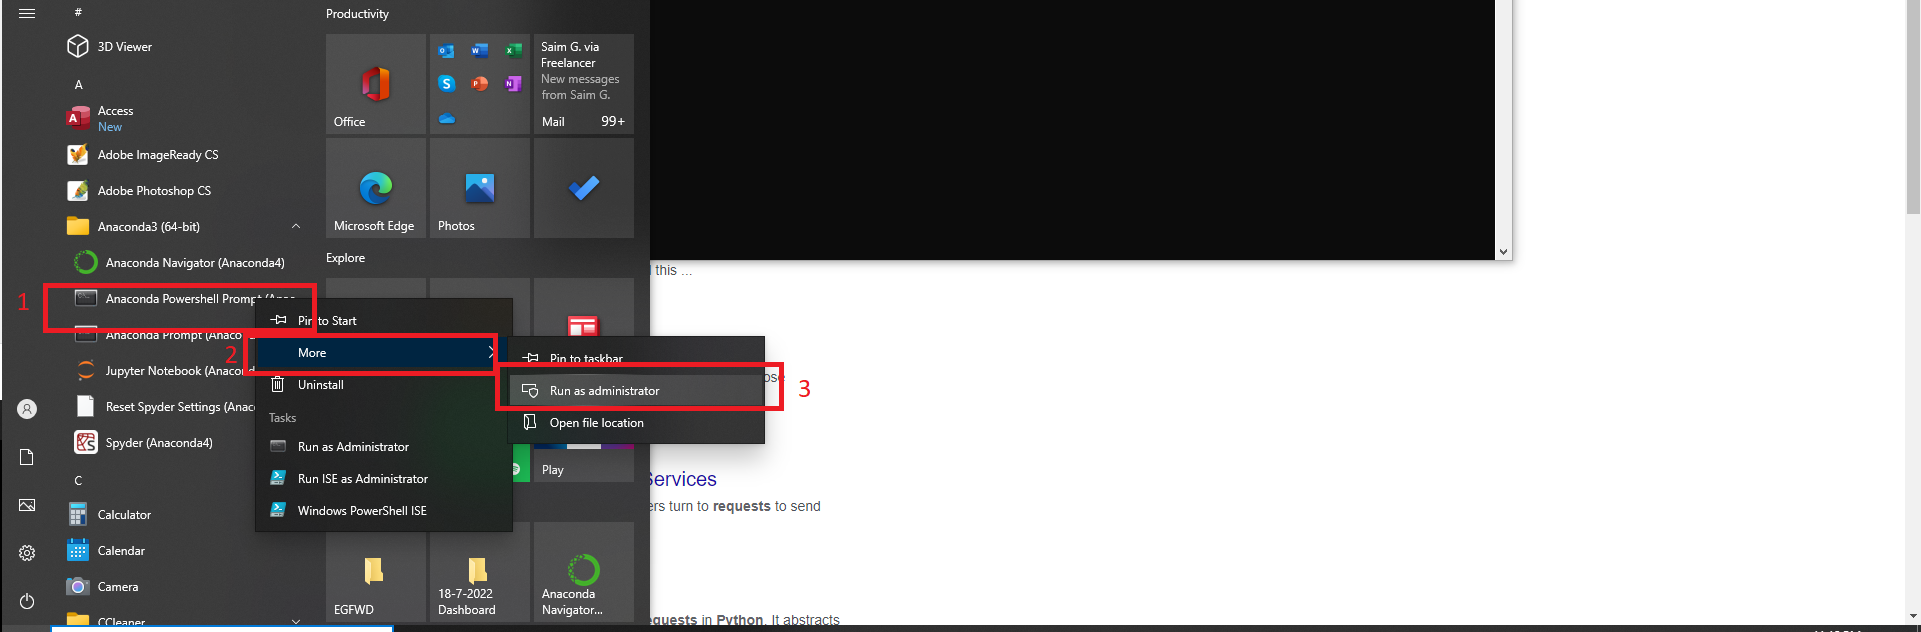 #
3D Viewer
A
Access
New
Adobe ImageReady CS
Adobe Photoshop CS
Anaconda3 (64-bit)
Anaconda Navigator (Anaconda4)
1
Anaconda Powershell Prompt (Anac...
Anaconda Prompt (Anaco
Jupyter Notebook (Anacond
Reset Spyder Settings (Anac
Spyder (Anaconda4)
C
Calculator
Calendar
Camera
CCleaner
Productivity
Office
Saim G. via
Freelancer
New messages
from Saim G.
Mail 99+
Microsoft Edge
Photos
Explore
Pin to Start
2
More
Uninstall
Tasks
Run as Administrator
Run ISE as Administrator
Windows PowerShell ISE
Pin to taskbar
Run as administrator
3
Open file location
Play
EGFWD
18-7-2022
Dashboard
Anaconda
Navigator...
this ...
ose
Services
ers turn to requests to send
equests in Python. It abstracts